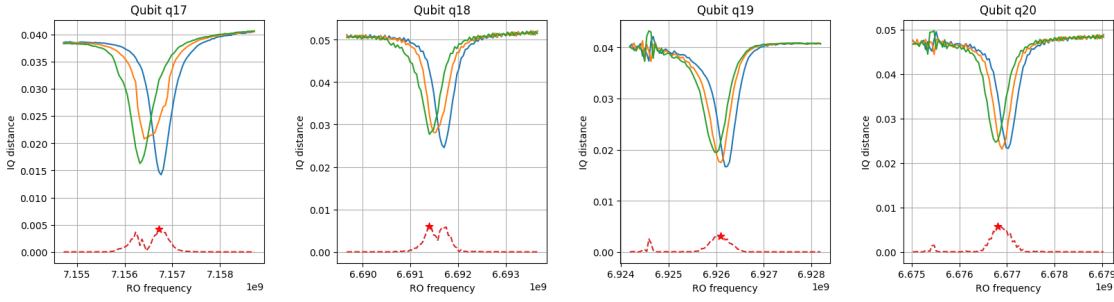 Qubit q17
IQ distance
0.040
0.035
0.030
0.025
0.020
0.015
0.010
0.005
0.000
7.155
7.156
7.157
7.158
1e9
RO frequency
Qubit q18
IQ distance
0.05
0.04
0.03
0.02
0.01
0.00
6.690
6.691
6.692
6.693
1e9
RO frequency
Qubit q19
IQ distance
0.04
0.03
0.02
0.01
0.00
6.924
6.925
6.926
6.927
6.928
1e9
RO frequency
Qubit q20
IQ distance
0.05
0.04
0.03
0.02
0.01
0.00
6.675
6.676
6.677
6.678
6.679
1e9
RO frequency